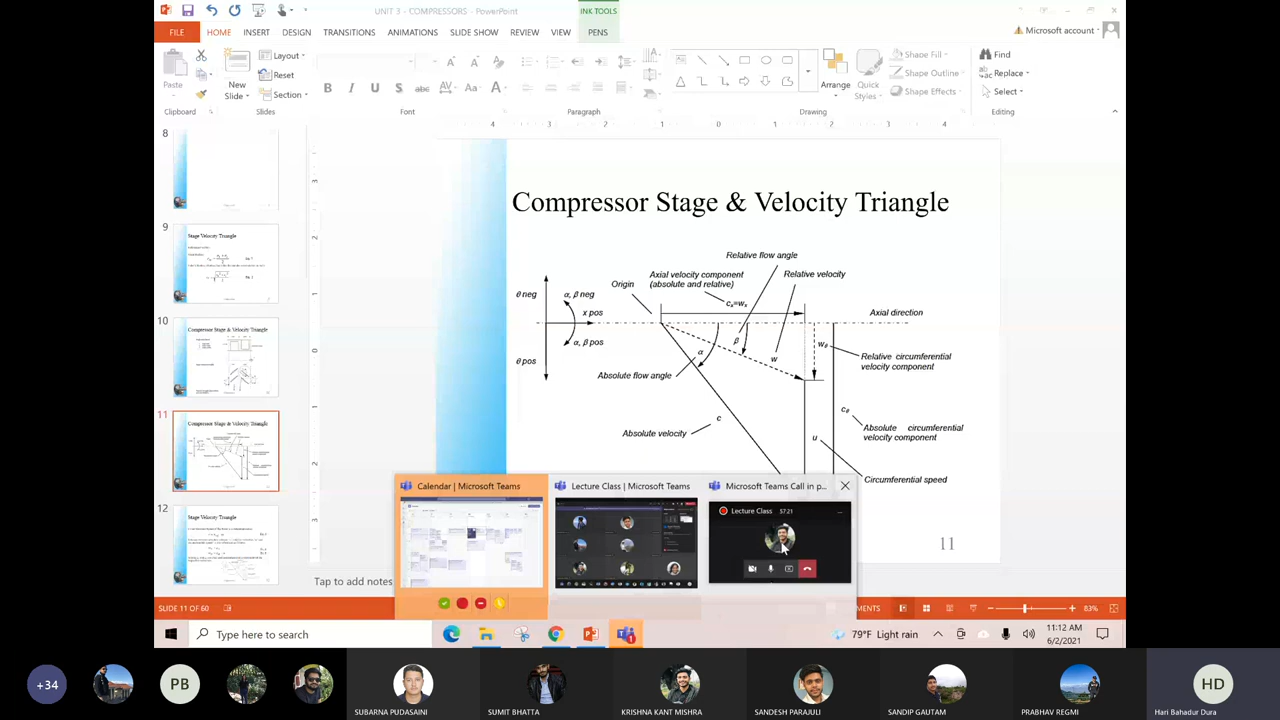 UNIT 3 - COMPRESSORS - PowerPoint
INK TOOLS
FILE HOME INSERT DESIGN TRANSITIONS ANIMATIONS SLIDE SHOW REVIEW VIEW PENS
Microsoft account
Paste
New
Slide
Layout
Reset
Section
Arrange
Quick
Styles
Shape Fill
Shape Outline
Shape Effects
Find
Replace
Select
Clipboard Slides Font Paragraph Drawing Editing
8
9
Stage Velocity Triangle
10
Compressor Stage & Velocity Triangle
11
Compressor Stage & Velocity Triangle
12
Stage Velocity Triangle
Compressor Stage & Velocity Triangle
Relative flow angle
Axial velocity component
(absolute and relative)
Relative velocity
Origin
θ neg
α, β neg
x pos
cx=wx
Axial direction
α, β pos
θ pos
α
β
w
wθ
Relative circumferential
velocity component
Absolute flow angle
c
Absolute velocity
cθ
u
Absolute circumferential
velocity component
Circumferential speed
11
Calendar | Microsoft Teams
Lecture Class | Microsoft Teams
Microsoft Teams Call in p...
Lecture Class 57:21
Tap to add notes
SLIDE 11 OF 60
83%
Type here to search
79°F Light rain
11:12 AM
6/2/2021
+34
PB
SUBARNA PUDASAINI
SUMIT BHATTA
KRISHNA KANT MISHRA
SANDESH PARAJULI
SANDIP GAUTAM
PRABHAV REGMI
HD
Hari Bahadur Dura